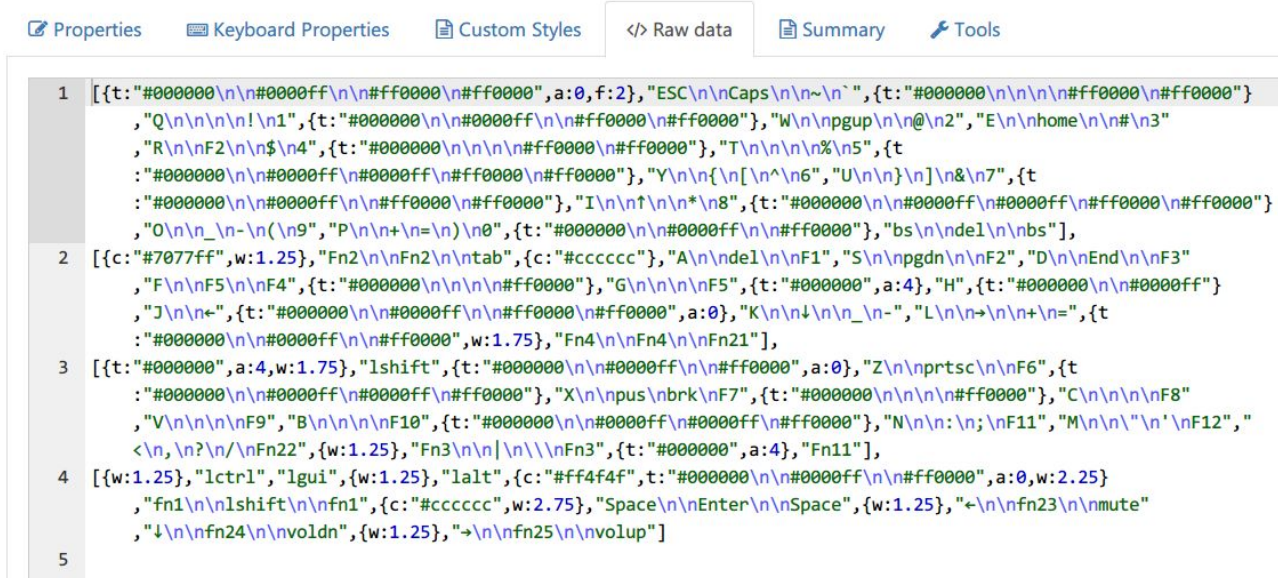 Properties Keyboard Properties Custom Styles </> Raw data Summary Tools
1 [{t:"#000000\n\n#0000ff\n\n#ff0000\n#ff0000",a:0,f:2},"ESC\n\nCaps\n\n~\n`",{t:"#000000\n\n\n\n#ff0000\n#ff0000"}
,"Q\n\n\n\n!\n1",{t:"#000000\n\n#0000ff\n\n#ff0000\n#ff0000"},"W\n\npgup\n\n@\n2","E\n\nhome\n\n#\n3"
,"R\n\nF2\n\n$\n4",{t:"#000000\n\n\n\n#ff0000\n#ff0000"},"T\n\n\n\n%\n5",{t
:"#000000\n\n#0000ff\n#0000ff\n#ff0000\n#ff0000"},"Y\n\n{\n[\n^\n6","U\n\n}\n]\n&\n7",{t
:"#000000\n\n#0000ff\n\n#ff0000\n#ff0000"},"I\n\n↑\n\n*\n8",{t:"#000000\n\n#0000ff\n#0000ff\n#ff0000\n#ff0000"}
,"O\n\n_\n-\n(\n9","P\n\n+\n=\n)\n0",{t:"#000000\n\n#0000ff\n\n#ff0000"},"bs\n\ndel\n\nbs"],
2 [{c:"#7077ff",w:1.25},"Fn2\n\nFn2\n\ntab",{c:"#cccccc"},"A\n\ndel\n\nF1","S\n\npgdn\n\nF2","D\n\nEnd\n\nF3"
,"F\n\nF5\n\nF4",{t:"#000000\n\n\n\n#ff0000"},"G\n\n\n\nF5",{t:"#000000",a:4},"H",{t:"#000000\n\n#0000ff"}
,"J\n\n←",{t:"#000000\n\n#0000ff\n\n#ff0000\n#ff0000",a:0},"K\n\n↓\n\n_\n-","L\n\n→\n\n+\n=",{t
:"#000000\n\n#0000ff\n\n#ff0000",w:1.75},"Fn4\n\nFn4\n\nFn21"],
3 [{t:"#000000",a:4,w:1.75},"lshift",{t:"#000000\n\n#0000ff\n\n#ff0000",a:0},"Z\n\nprtsc\n\nF6",{t
:"#000000\n\n#0000ff\n#0000ff\n#ff0000"},"X\n\npus\nbrk\nF7",{t:"#000000\n\n\n\n#ff0000"},"C\n\n\n\nF8"
,"V\n\n\n\nF9","B\n\n\n\nF10",{t:"#000000\n\n#0000ff\n#0000ff\n#ff0000"},"N\n\n:\n;\nF11","M\n\n\"\n'\nF12","
<\n,\n?\n/\nFn22",{w:1.25},"Fn3\n\n|\n\\\nFn3",{t:"#000000",a:4},"Fn11"],
4 [{w:1.25},"lctrl","lgui",{w:1.25},"lalt",{c:"#ff4f4f",t:"#000000\n\n#0000ff\n\n#ff0000",a:0,w:2.25}
,"fn1\n\nlshift\n\nfn1",{c:"#cccccc",w:2.75},"Space\n\nEnter\n\nSpace",{w:1.25},"←\n\nfn23\n\nmute"
,"↓\n\nfn24\n\nvoldn",{w:1.25},"→\n\nfn25\n\nvolup"]
5